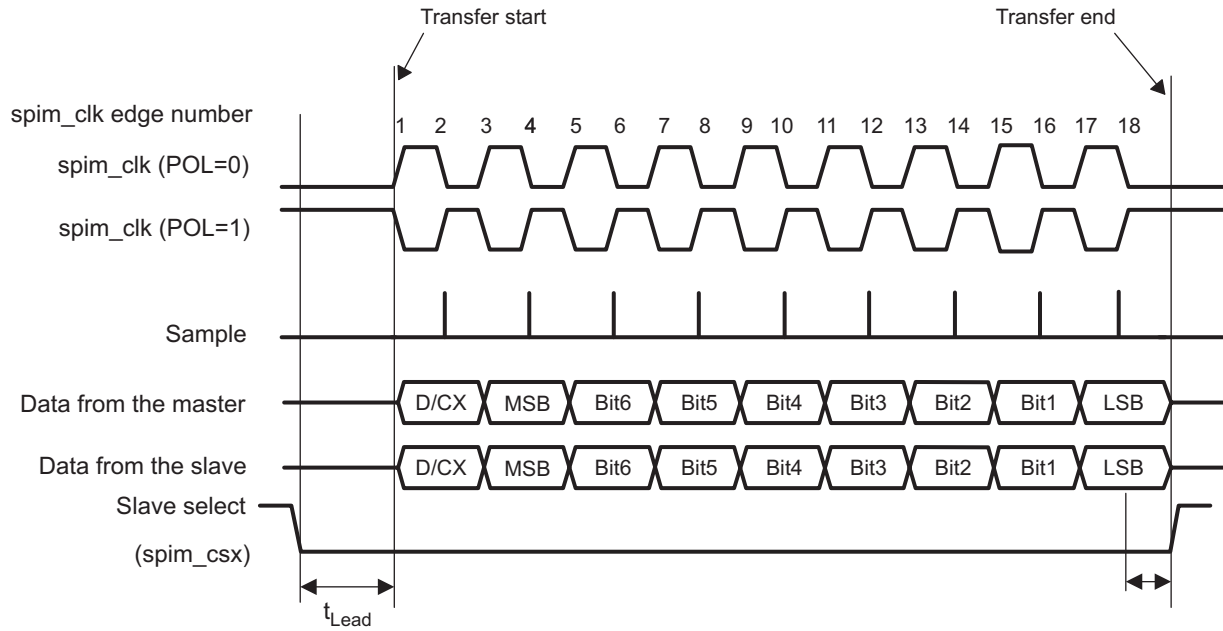 Transfer start
Transfer end
spim_clk edge number
1 2 3 4 5 6 7 8 9 10 11 12 13 14 15 16 17 18
spim_clk (POL=0)
spim_clk (POL=1)
Sample
Data from the master
D/CX MSB Bit6 Bit5 Bit4 Bit3 Bit2 Bit1 LSB
Data from the slave
D/CX MSB Bit6 Bit5 Bit4 Bit3 Bit2 Bit1 LSB
Slave select
(spim_csx)
tLead